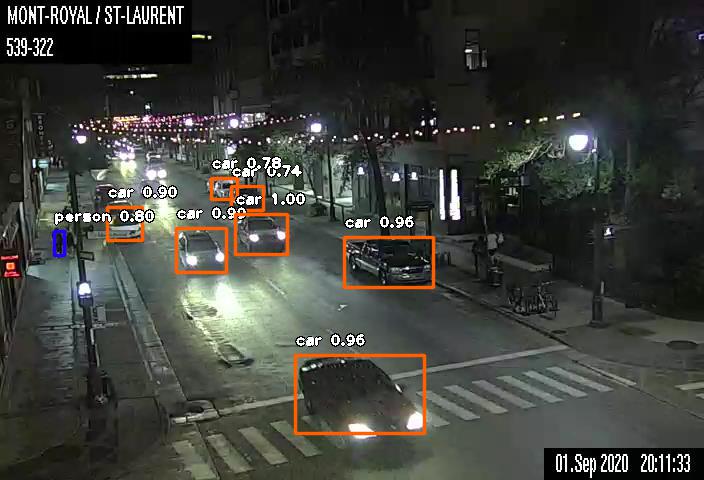 MONT-ROYAL / ST-LAURENT
539-322
car 0.78
car 0.74
car 0.90
car 1.00
person 0.80
car 0.99
car 0.96
car 0.96
01.Sep 2020 20:11:33